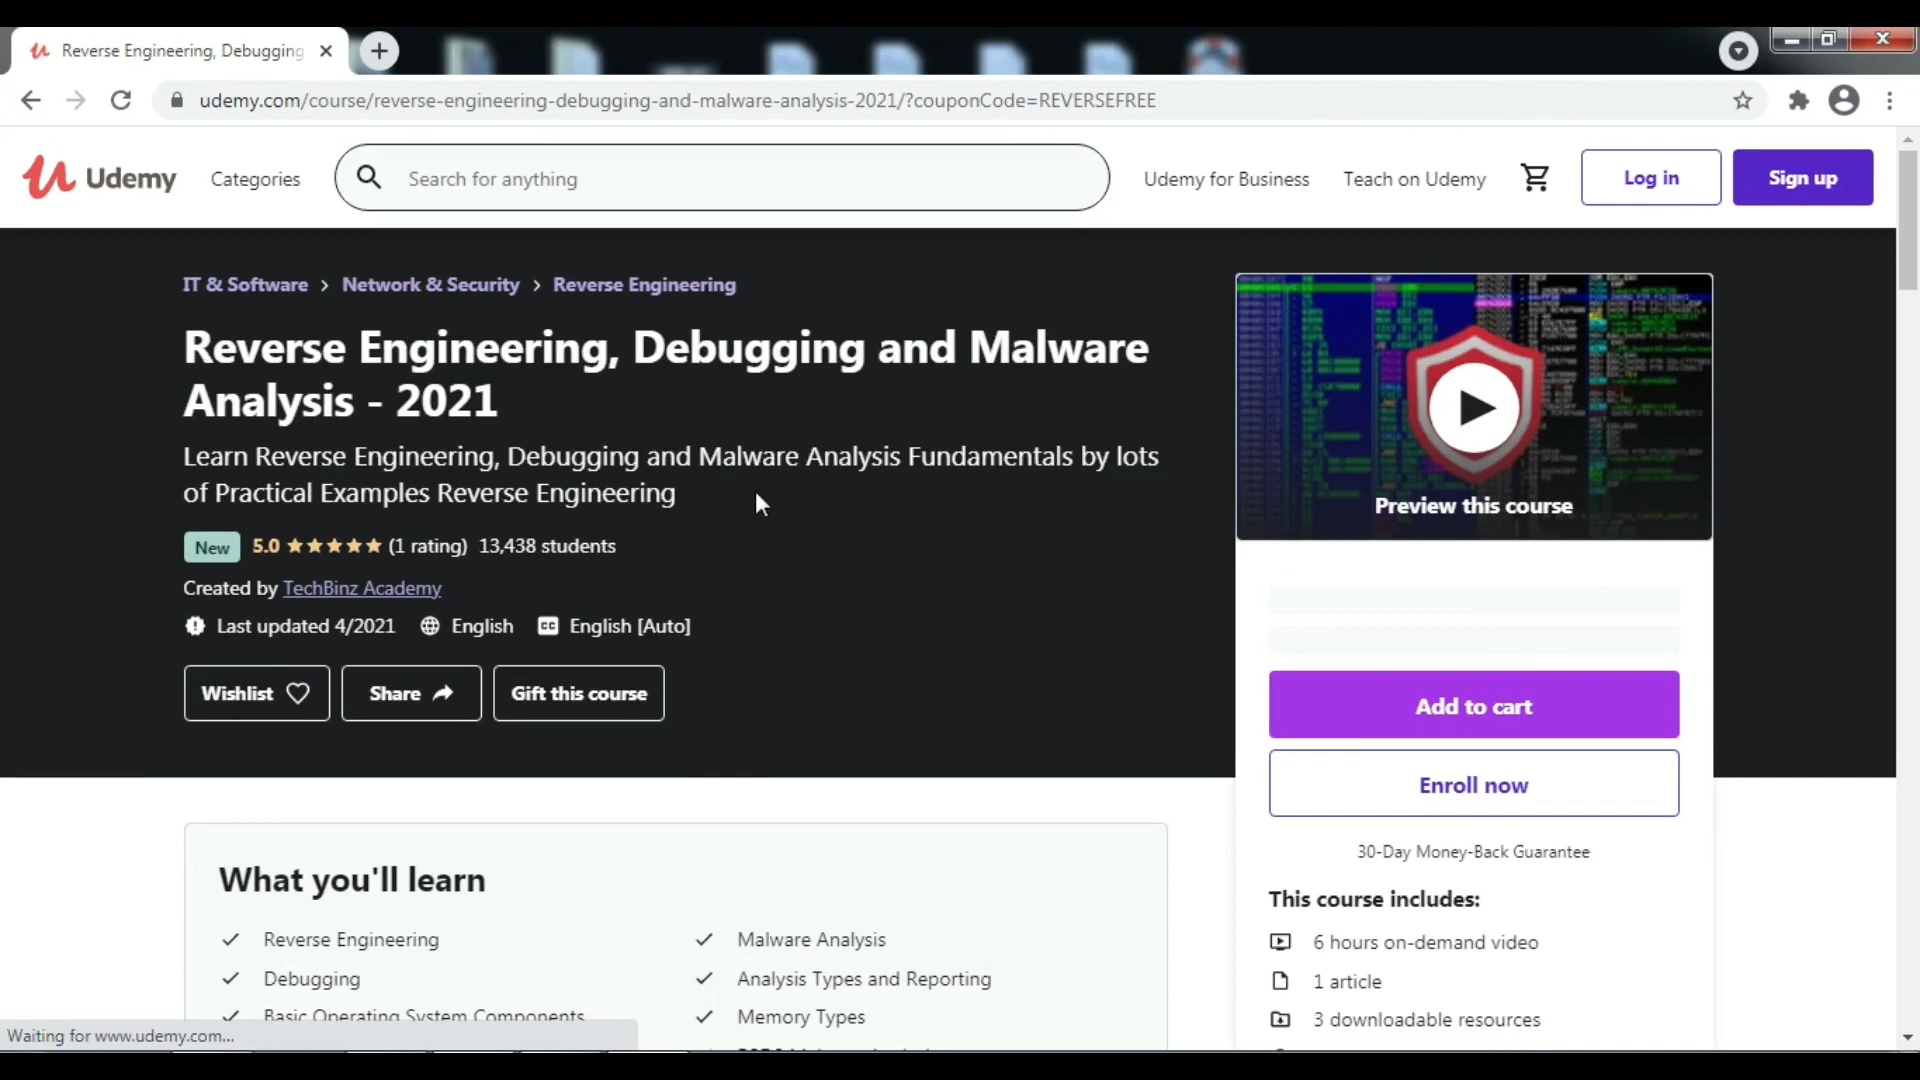 Reverse Engineering, Debugging
udemy.com/course/reverse-engineering-debugging-and-malware-analysis-2021/?couponCode=REVERSEFREE
Udemy
Categories
Search for anything
Udemy for Business
Teach on Udemy
Log in
Sign up
IT & Software > Network & Security > Reverse Engineering
Reverse Engineering, Debugging and Malware
Analysis - 2021
Learn Reverse Engineering, Debugging and Malware Analysis Fundamentals by lots
of Practical Examples Reverse Engineering
New 5.0 (1 rating) 13,438 students
Created by TechBinz Academy
Last updated 4/2021 English CC English [Auto]
Wishlist
Share
Gift this course
Preview this course
Add to cart
Enroll now
30-Day Money-Back Guarantee
This course includes:
6 hours on-demand video
1 article
3 downloadable resources
What you'll learn
Reverse Engineering
Debugging
Basic Operating System Components
Malware Analysis
Analysis Types and Reporting
Memory Types
Waiting for www.udemy.com...